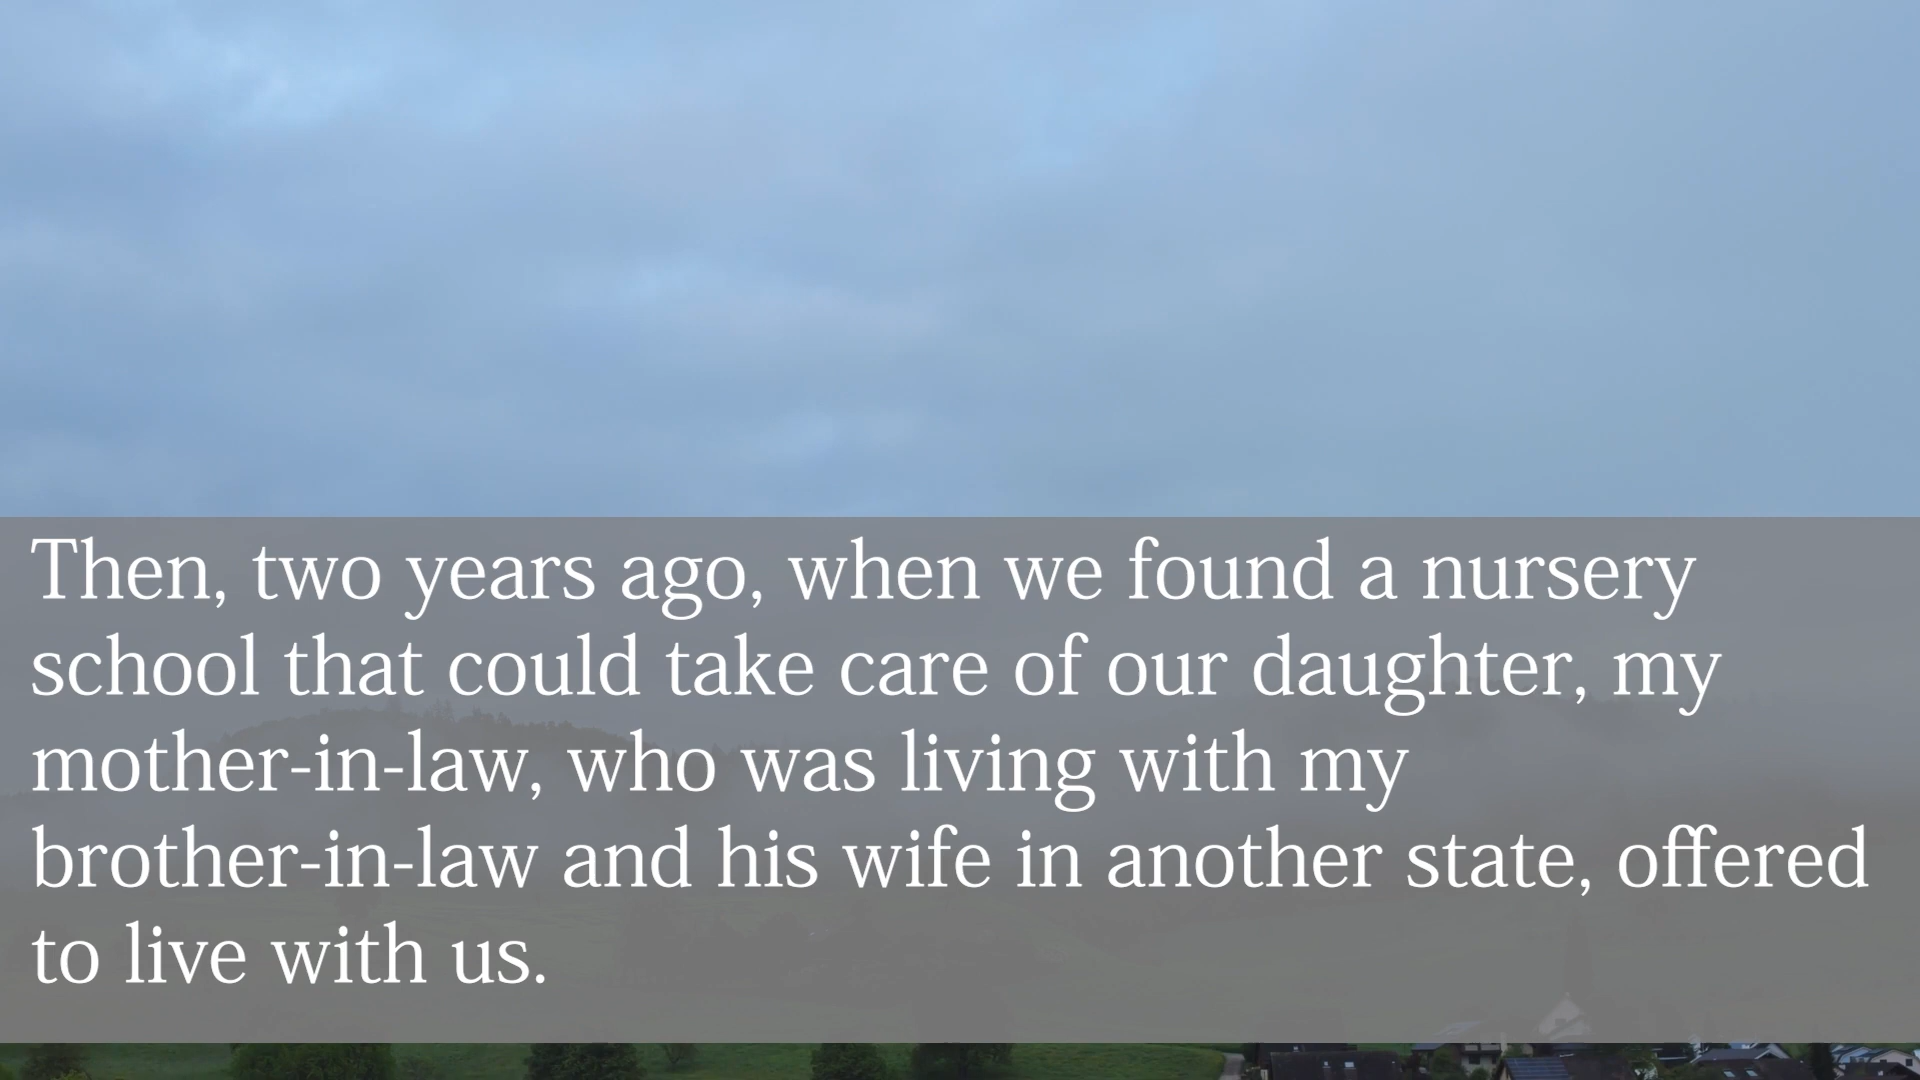 Then, two years ago, when we found a nursery
school that could take care of our daughter, my
mother-in-law, who was living with my
brother-in-law and his wife in another state, offered
to live with us.